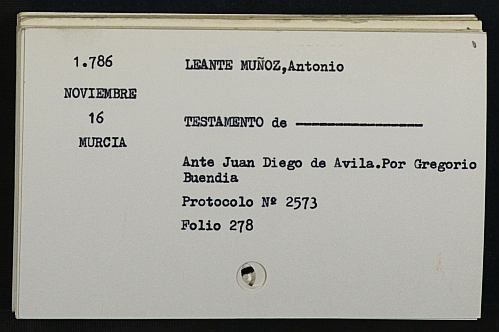 1.786
LEANTE MUÑOZ,Antonio
NOVIEMBRE
16
TESTAMENTO de ----------------
MURCIA
Ante Juan Diego de Avila.Por Gregorio
Buendia
Protocolo Nº 2573
Folio 278